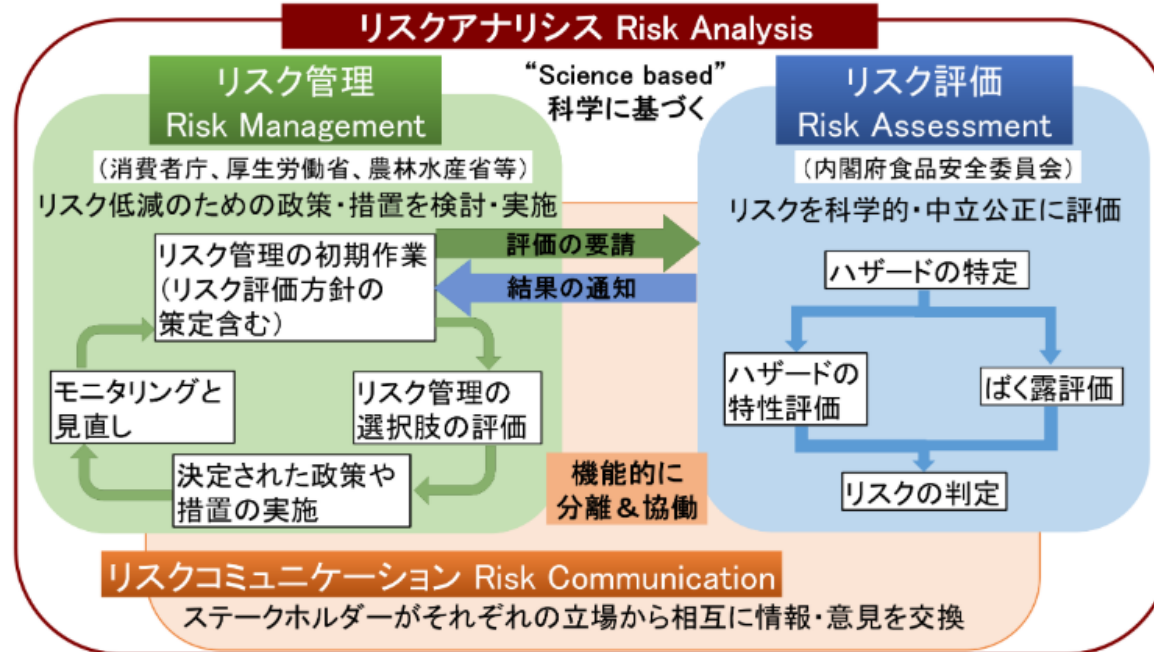 リスクアナリシス Risk Analysis
リスク管理
Risk Management
“Science based”
科学に基づく
リスク評価
Risk Assessment
（消費者庁、厚生労働省、農林水産省等）
リスク低減のための政策・措置を検討・実施
（内閣府食品安全委員会）
リスクを科学的・中立公正に評価
リスク管理の初期作業
（リスク評価方針の
策定含む）
評価の要請
結果の通知
ハザードの特定
モニタリングと
見直し
リスク管理の
選択肢の評価
ハザードの
特性評価
ばく露評価
決定された政策や
措置の実施
機能的に
分離＆協働
リスクの判定
リスクコミュニケーション Risk Communication
ステークホルダーがそれぞれの立場から相互に情報・意見を交換